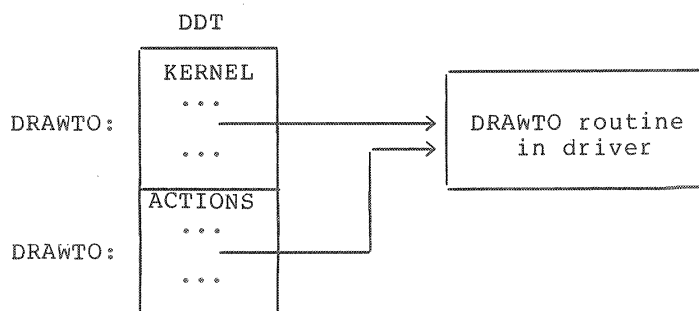 DDT
KERNEL
...
DRAWTO:
...
DRAWTO routine
in driver
ACTIONS
...
DRAWTO:
...